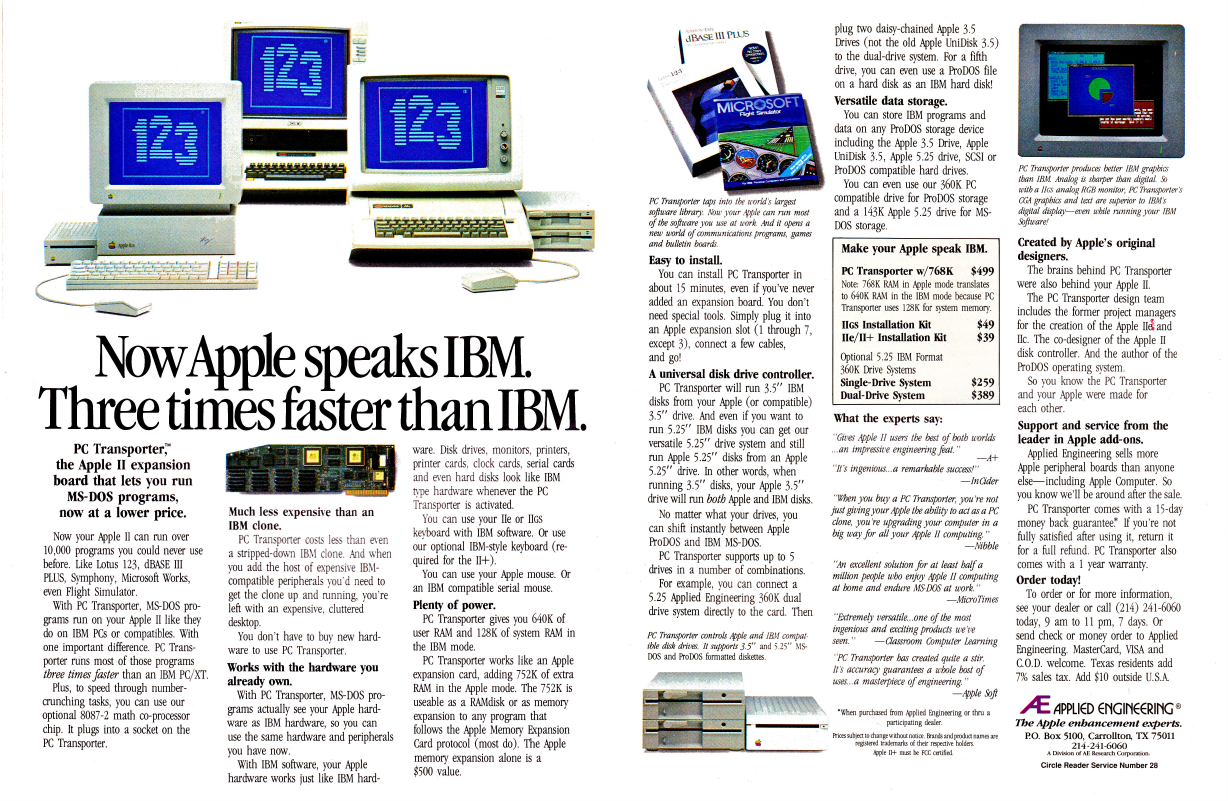 123
123
123
Now Apple speaks IBM.
Three times faster than IBM.
PC Transporter,™
the Apple II expansion
board that lets you run
MS-DOS programs,
now at a lower price.
Now your Apple II can run over
10,000 programs you could never use
before. Like Lotus 123, dBASE III
PLUS, Symphony, Microsoft Works,
even Flight Simulator.
With PC Transporter, MS-DOS pro-
grams run on your Apple II like they
do on IBM PCs or compatibles. With
one important difference. PC Trans-
porter runs most of those programs
three times faster than an IBM PC/XT.
Plus, to speed through number-
crunching tasks, you can use our
optional 8087-2 math co-processor
chip. It plugs into a socket on the
PC Transporter.
Much less expensive than an
IBM clone.
PC Transporter costs less than even
a stripped-down IBM clone. And when
you add the host of expensive IBM-
compatible peripherals you'd need to
get the clone up and running, you're
left with an expensive, cluttered
desktop.
You don't have to buy new hard-
ware to use PC Transporter.
Works with the hardware you
already own.
With PC Transporter, MS-DOS pro-
grams actually see your Apple hard-
ware as IBM hardware, so you can
use the same hardware and peripherals
you have now.
With IBM software, your Apple
hardware works just like IBM hard-
ware. Disk drives, monitors, printers,
printer cards, clock cards, serial cards
and even hard disks look like IBM
type hardware whenever the PC
Transporter is activated.
You can use your IIe or IIGS
keyboard with IBM software. Or use
our optional IBM-style keyboard (re-
quired for the II+).
You can use your Apple mouse. Or
an IBM compatible serial mouse.
Plenty of power.
PC Transporter gives you 640K of
user RAM and 128K of system RAM in
the IBM mode.
PC Transporter works like an Apple
expansion card, adding 752K of extra
RAM in the Apple mode. The 752K is
useable as a RAMdisk or as memory
expansion to any program that
follows the Apple Memory Expansion
Card protocol (most do). The Apple
memory expansion alone is a
$500 value.
dBASE III PLUS
MICROSOFT
Flight Simulator
PC Transporter taps into the world's largest
software library. Now your Apple can run most
of the software you use at work. And it opens a
new world of communications programs, games
and bulletin boards.
Easy to install.
You can install PC Transporter in
about 15 minutes, even if you've never
added an expansion board. You don't
need special tools. Simply plug it into
an Apple expansion slot (1 through 7,
except 3), connect a few cables,
and go!
A universal disk drive controller.
PC Transporter will run 3.5'' IBM
disks from your Apple (or compatible)
3.5'' drive. And even if you want to
run 5.25'' IBM disks you can get our
versatile 5.25'' drive system and still
run Apple 5.25'' disks from an Apple
5.25'' drive. In other words, when
running 3.5'' disks, your Apple 3.5''
drive will run both Apple and IBM disks.
No matter what your drives, you
can shift instantly between Apple
ProDOS and IBM MS-DOS.
PC Transporter supports up to 5
drives in a number of combinations.
For example, you can connect a
5.25 Applied Engineering 360K dual
drive system directly to the card. Then
PC Transporter controls Apple and IBM compat-
ible disk drives. It supports 3.5'' and 5.25'' MS-
DOS and ProDOS formatted diskettes.
plug two daisy-chained Apple 3.5
Drives (not the old Apple UniDisk 3.5)
to the dual-drive system. For a fifth
drive, you can even use a ProDOS file
on a hard disk as an IBM hard disk!
Versatile data storage.
You can store IBM programs and
data on any ProDOS storage device
including the Apple 3.5 Drive, Apple
UniDisk 3.5, Apple 5.25 drive, SCSI or
ProDOS compatible hard drives.
You can even use our 360K PC
compatible drive for ProDOS storage
and a 143K Apple 5.25 drive for MS-
DOS storage.
Make your Apple speak IBM.
PC Transporter w/768K $499
Note: 768K RAM in Apple mode translates
to 640K RAM in the IBM mode because PC
Transporter uses 128K for system memory.
IIGS Installation Kit $49
IIe/II+ Installation Kit $39
Optional 5.25 IBM Format
360K Drive Systems
Single-Drive System $259
Dual-Drive System $389
What the experts say:
"Gives Apple II users the best of both worlds
...an impressive engineering feat."
—A+
"It's ingenious...a remarkable success!"
—InCider
"When you buy a PC Transporter, you're not
just giving your Apple the ability to act as a PC
clone, you're upgrading your computer in a
big way for all your Apple II computing."
—Nibble
"An excellent solution for at least half a
million people who enjoy Apple II computing
at home and endure MS-DOS at work."
—MicroTimes
"Extremely versatile...one of the most
ingenious and exciting products we've
seen." —Classroom Computer Learning
"PC Transporter has created quite a stir.
It's accuracy guarantees a whole host of
uses...a masterpiece of engineering."
—Apple Soft
*When purchased from Applied Engineering or thru a
participating dealer.
Prices subject to change without notice. Brands and product names are
registered trademarks of their respective holders.
Apple II+ must be FCC certified.
PC Transporter produces better IBM graphics
than IBM. Analog is sharper than digital. So
with a IIGS analog RGB monitor, PC Transporter's
CGA graphics and text are superior to IBM's
digital display—even while running your IBM
Software!
Created by Apple's original
designers.
The brains behind PC Transporter
were also behind your Apple II.
The PC Transporter design team
includes the former project managers
for the creation of the Apple IIe and
IIc. The co-designer of the Apple II
disk controller. And the author of the
ProDOS operating system.
So you know the PC Transporter
and your Apple were made for
each other.
Support and service from the
leader in Apple add-ons.
Applied Engineering sells more
Apple peripheral boards than anyone
else—including Apple Computer. So
you know we'll be around after the sale.
PC Transporter comes with a 15-day
money back guarantee.* If you're not
fully satisfied after using it, return it
for a full refund. PC Transporter also
comes with a 1 year warranty.
Order today!
To order or for more information,
see your dealer or call (214) 241-6060
today, 9 am to 11 pm, 7 days. Or
send check or money order to Applied
Engineering. MasterCard, VISA and
C.O.D. welcome. Texas residents add
7% sales tax. Add $10 outside U.S.A.
Æ APPLIED ENGINEERING®
The Apple enhancement experts.
P.O. Box 5100, Carrollton, TX 75011
214-241-6060
A Division of AE Research Corporation.
Circle Reader Service Number 28